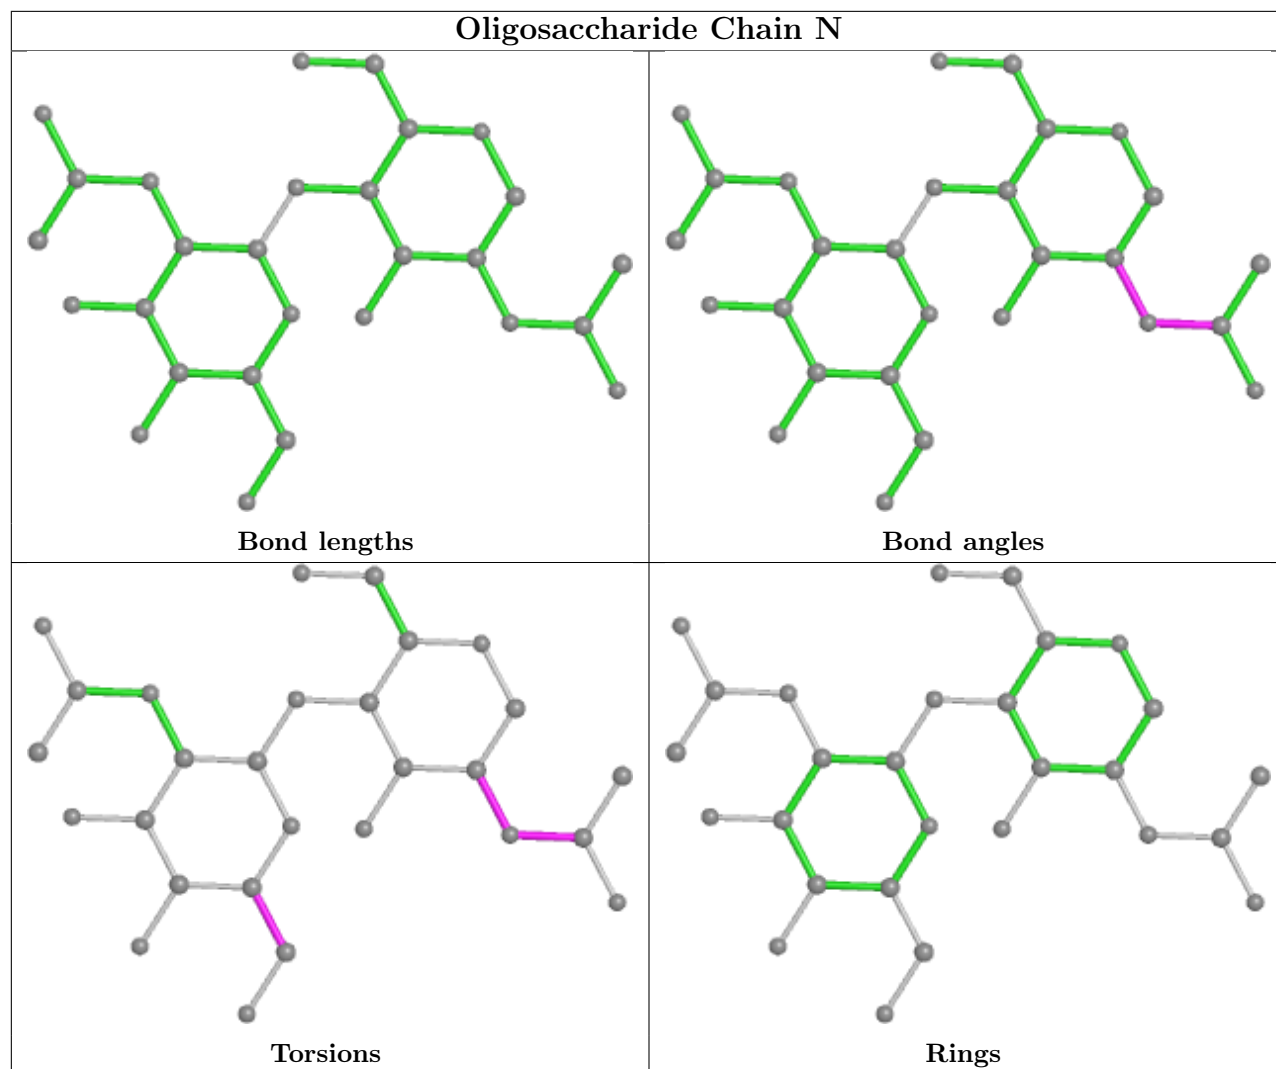 Oligosaccharide Chain N
Bond lengths
Bond angles
Torsions
Rings